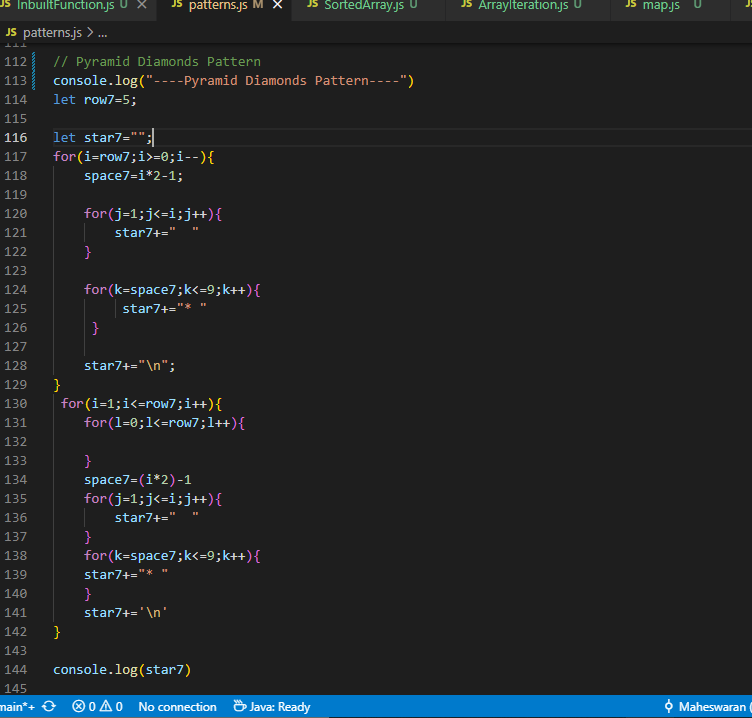 JS InbuiltFunction.js U × JS patterns.js M × JS SortedArray.js U JS ArrayIteration.js U JS map.js U JS
JS patterns.js > ...
111
112 // Pyramid Diamonds Pattern
113 console.log("----Pyramid Diamonds Pattern----")
114 let row7=5;
115
116 let star7="";
117 for(i=row7;i>=0;i--){
118     space7=i*2-1;
119
120     for(j=1;j<=i;j++){
121         star7+="  "
122     }
123
124     for(k=space7;k<=9;k++){
125          star7+="* "
126      }
127
128     star7+="\n";
129 }
130  for(i=1;i<=row7;i++){
131     for(l=0;l<=row7;l++){
132
133     }
134     space7=(i*2)-1
135     for(j=1;j<=i;j++){
136         star7+="  "
137     }
138     for(k=space7;k<=9;k++){
139     star7+="* "
140     }
141     star7+='\n'
142 }
143
144 console.log(star7)
145
main*+ 0 0 No connection Java: Ready Maheswaran (